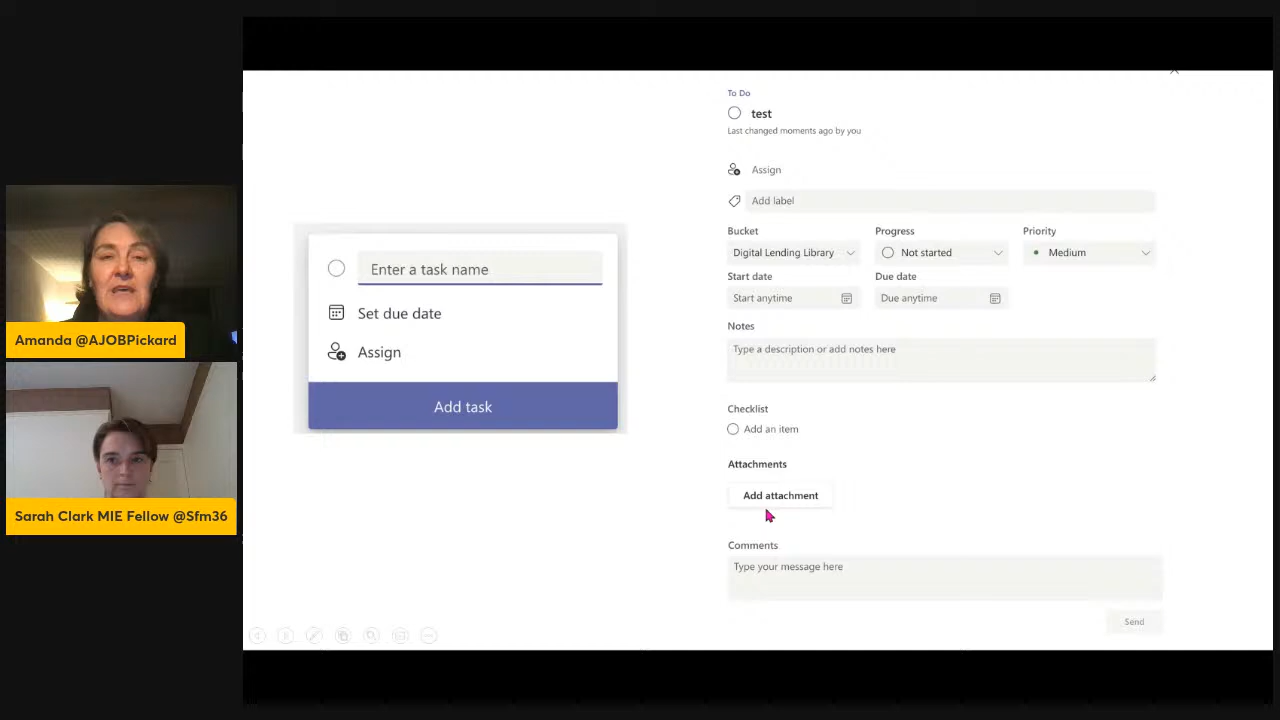 Amanda @AJOBPickard
Sarah Clark MIE Fellow @Sfm36
Enter a task name
Set due date
Assign
Add task
To Do
test
Last changed moments ago by you
Assign
Add label
Bucket Progress Priority
Digital Lending Library Not started Medium
Start date Due date
Start anytime Due anytime
Notes
Type a description or add notes here
Checklist
Add an item
Attachments
Add attachment
Comments
Type your message here
Send